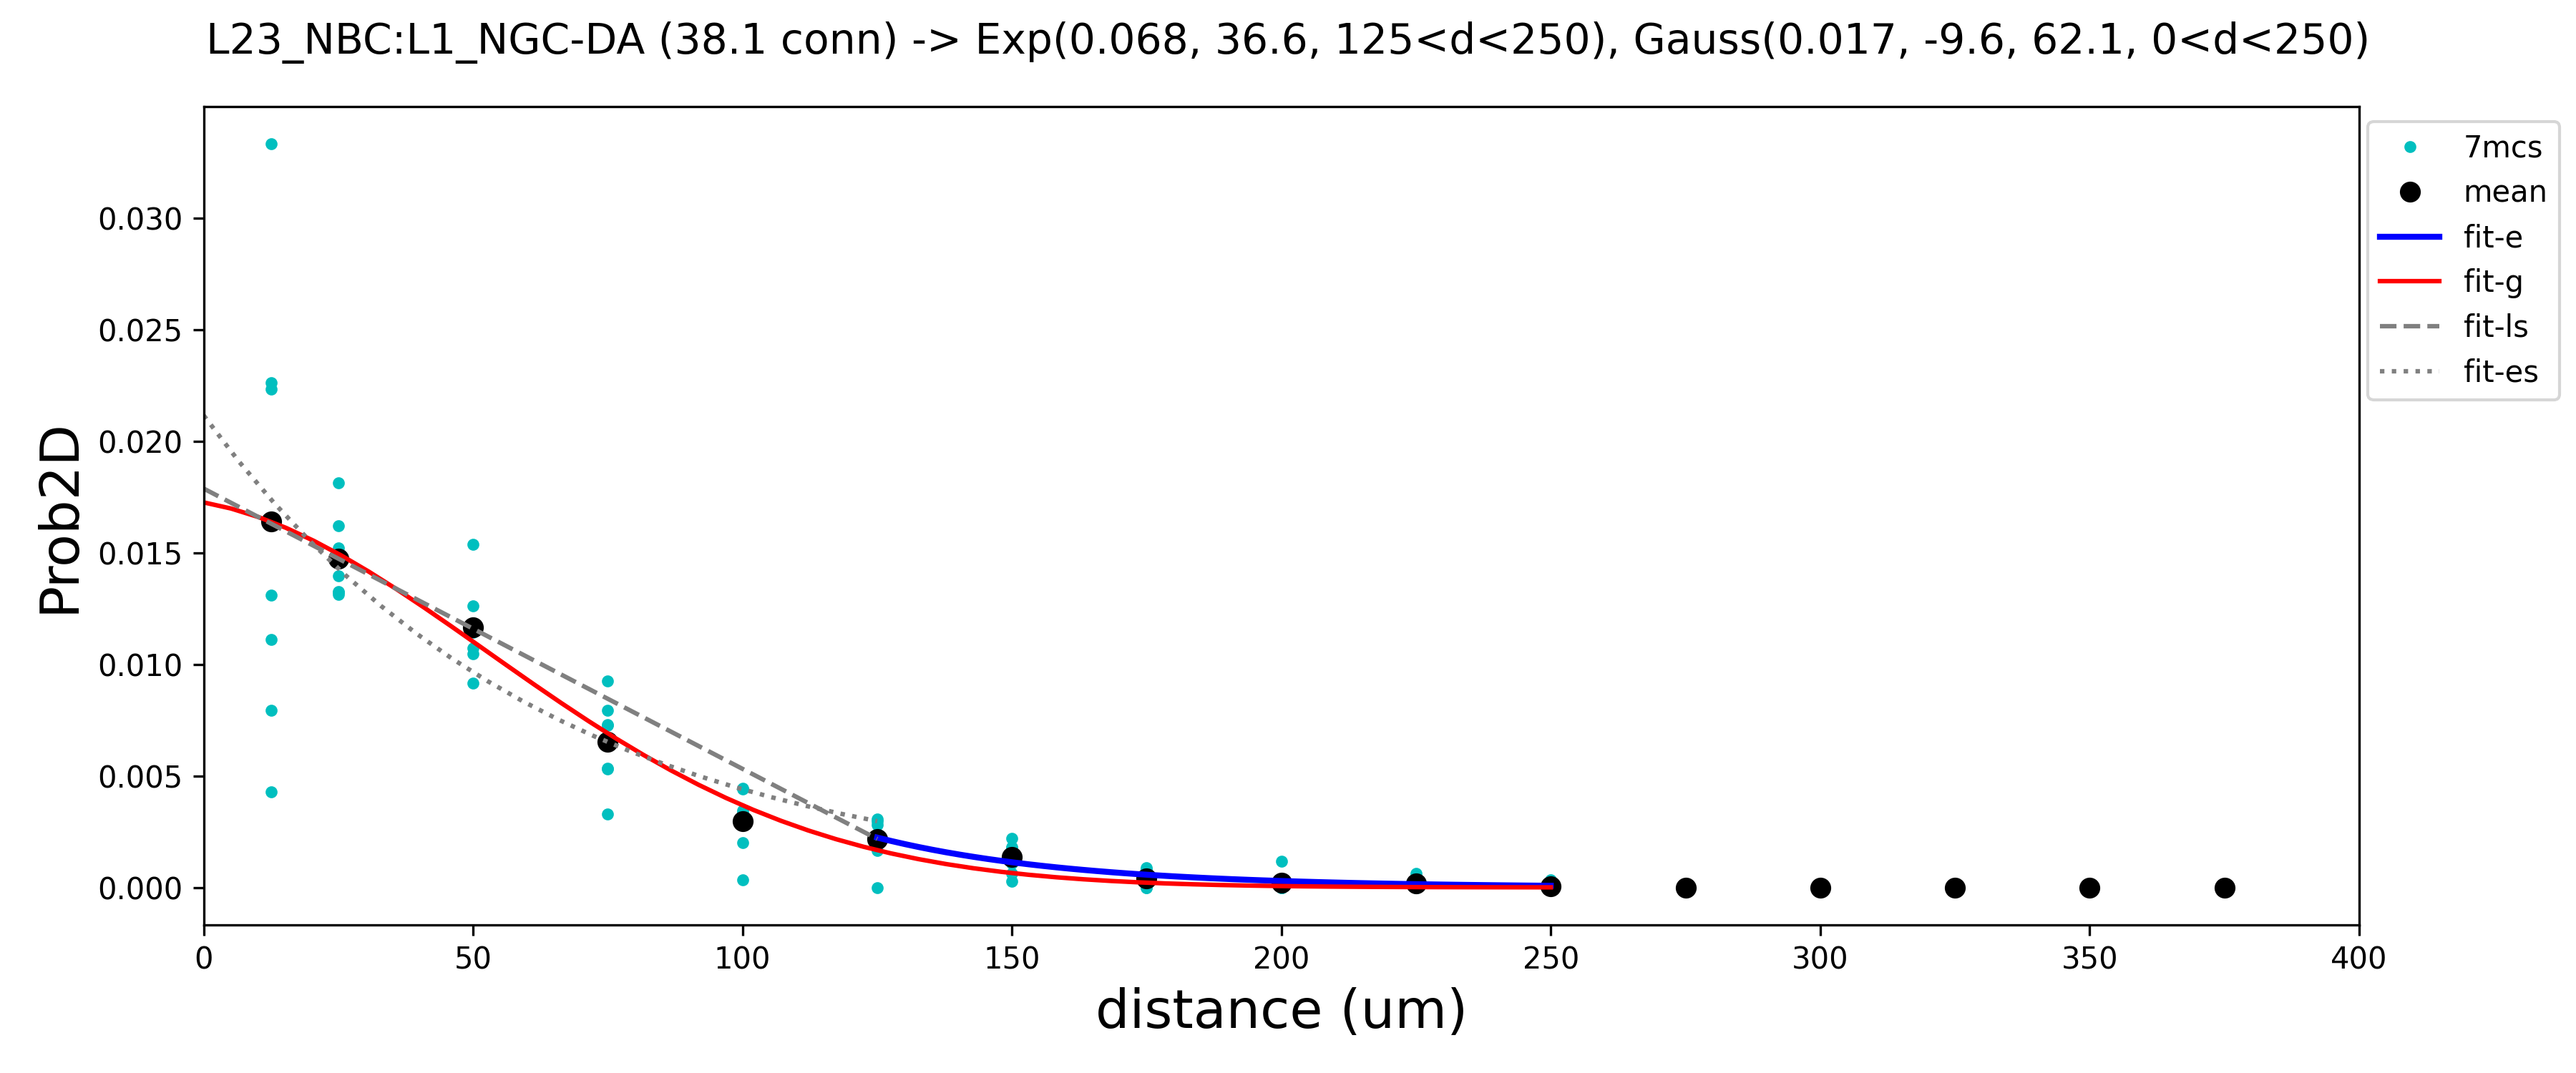 L23_NBC:L1_NGC-DA (38.1 conn) -> Exp(0.068, 36.6, 125<d<250), Gauss(0.017, -9.6, 62.1, 0<d<250)
7mcs
mean
fit-e
fit-g
fit-ls
fit-es
Prob2D
0.030
0.025
0.020
0.015
0.010
0.005
0.000
0 50 100 150 200 250 300 350 400
distance (um)